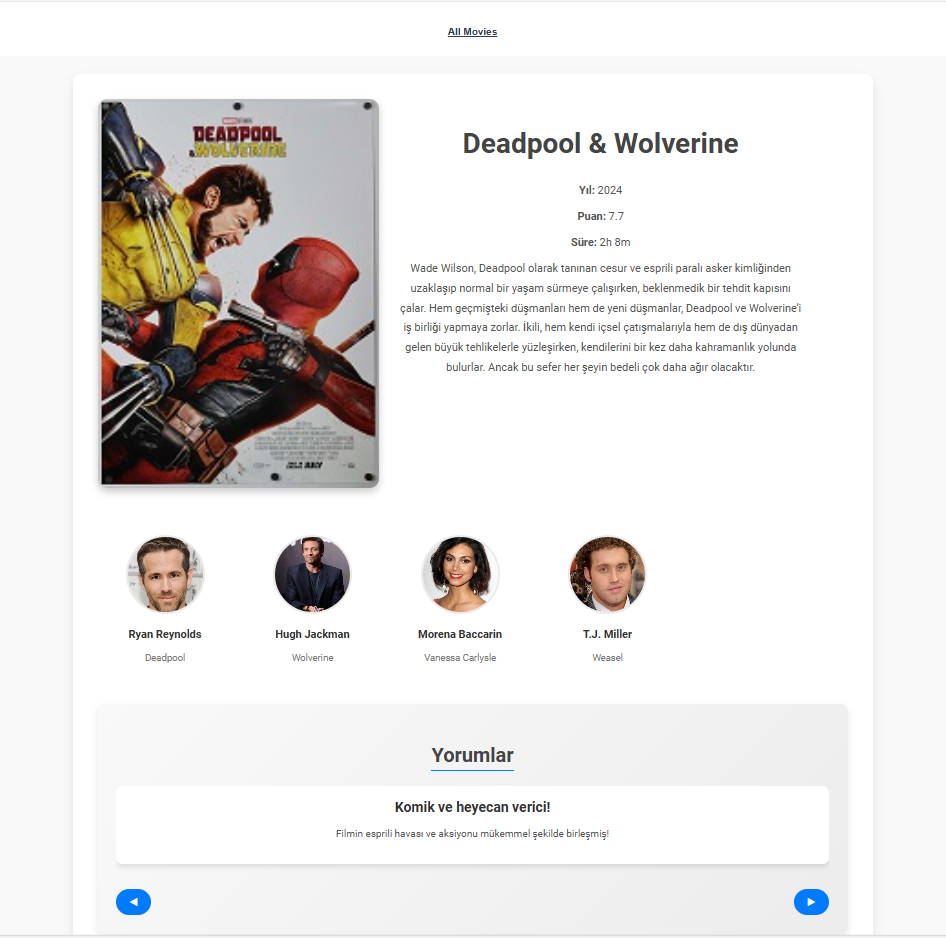 All Movies
DEADPOOL
& WOLVERINE
Deadpool & Wolverine
Yıl: 2024
Puan: 7.7
Süre: 2h 8m
Wade Wilson, Deadpool olarak tanınan cesur ve esprili paralı asker kimliğinden
uzaklaşıp normal bir yaşam sürmeye çalışırken, beklenmedik bir tehdit kapısını
çalar. Hem geçmişteki düşmanları hem de yeni düşmanlar, Deadpool ve Wolverine'i
iş birliği yapmaya zorlar. İkili, hem kendi içsel çatışmalarıyla hem de dış dünyadan
gelen büyük tehlikelerle yüzleşirken, kendilerini bir kez daha kahramanlık yolunda
bulurlar. Ancak bu sefer her şeyin bedeli çok daha ağır olacaktır.
Ryan Reynolds
Deadpool
Hugh Jackman
Wolverine
Morena Baccarin
Vanessa Carlysle
T.J. Miller
Weasel
Yorumlar
Komik ve heyecan verici!
Filmin esprili havası ve aksiyonu mükemmel şekilde birleşmiş!